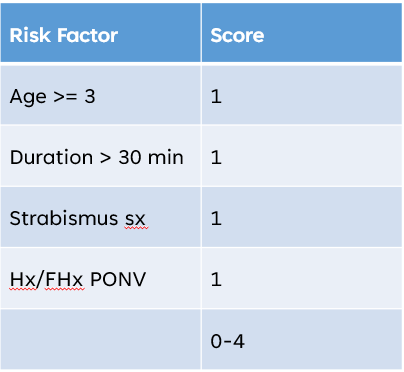 Risk Factor Score
Age >= 3 1
Duration > 30 min 1
Strabismus sx 1
Hx/FHx PONV 1
0-4